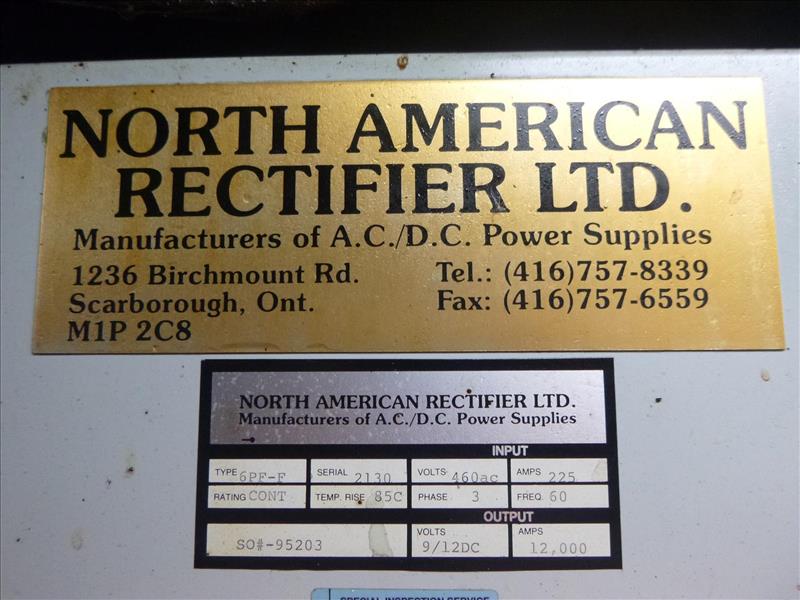 NORTH AMERICAN
RECTIFIER LTD.
Manufacturers of A.C./D.C. Power Supplies
1236 Birchmount Rd. Tel.: (416)757-8339
Scarborough, Ont. Fax: (416)757-6559
M1P 2C8
NORTH AMERICAN RECTIFIER LTD.
Manufacturers of A.C./D.C. Power Supplies
INPUT
TYPE 6PF-F SERIAL 2130 VOLTS 460ac AMPS 225
RATING CONT TEMP. RISE 85C PHASE 3 FREQ. 60
OUTPUT
SO#-95203 VOLTS 9/12DC AMPS 12,000
SPECIAL INSPECTION SERVICE